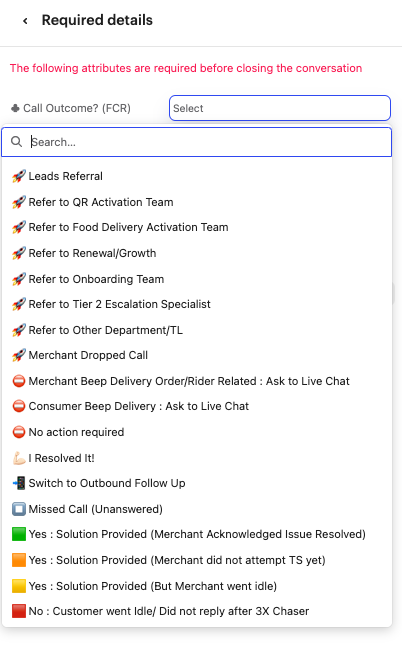 Required details
The following attributes are required before closing the conversation
♣ Call Outcome? (FCR)
Select
Search...
🚀 Leads Referral
🚀 Refer to QR Activation Team
🚀 Refer to Food Delivery Activation Team
🚀 Refer to Renewal/Growth
🚀 Refer to Onboarding Team
🚀 Refer to Tier 2 Escalation Specialist
🚀 Refer to Other Department/TL
🚀 Merchant Dropped Call
⛔ Merchant Beep Delivery Order/Rider Related : Ask to Live Chat
⛔ Consumer Beep Delivery : Ask to Live Chat
⛔ No action required
💪🏻 I Resolved It!
📲 Switch to Outbound Follow Up
⏹️ Missed Call (Unanswered)
🟩 Yes : Solution Provided (Merchant Acknowledged Issue Resolved)
🟧 Yes : Solution Provided (Merchant did not attempt TS yet)
🟨 Yes : Solution Provided (But Merchant went idle)
🟥 No : Customer went Idle/ Did not reply after 3X Chaser